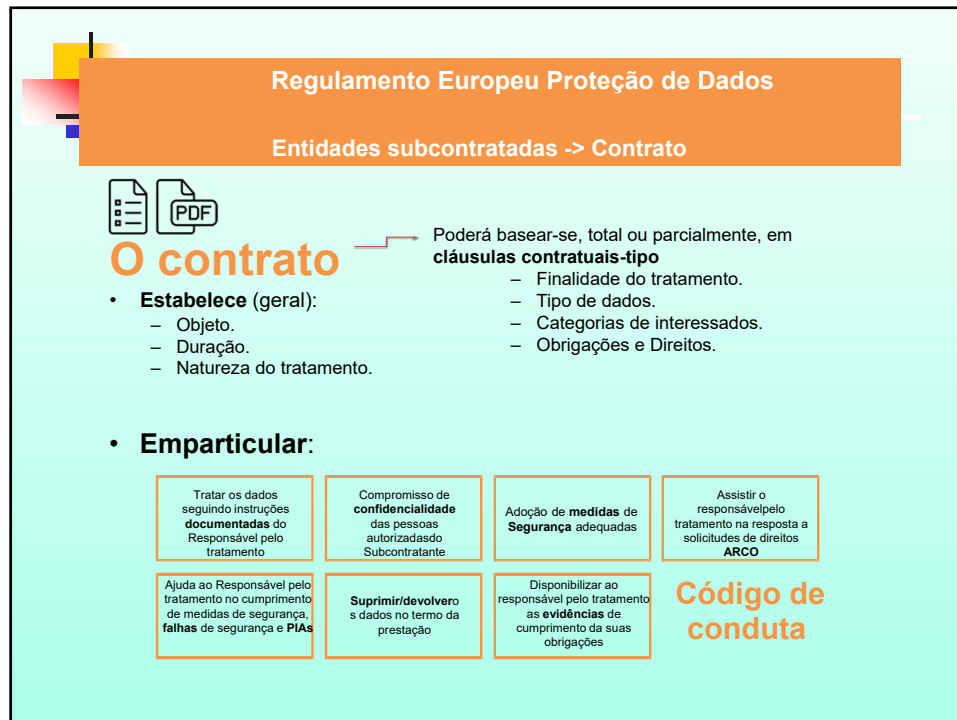 Regulamento Europeu Proteção de Dados
Entidades subcontratadas -> Contrato
PDF
O contrato
• Estabelece (geral):
– Objeto.
– Duração.
– Natureza do tratamento.
Poderá basear-se, total ou parcialmente, em
cláusulas contratuais-tipo
– Finalidade do tratamento.
– Tipo de dados.
– Categorias de interessados.
– Obrigações e Direitos.
• Emparticular:
Tratar os dados
seguindo instruções
documentadas do
Responsável pelo
tratamento
Compromisso de
confidencialidade
das pessoas
autorizadasdo
Subcontratante
Adoção de medidas de
Segurança adequadas
Assistir o
responsávelpelo
tratamento na resposta a
solicitudes de direitos
ARCO
Ajuda ao Responsável pelo
tratamento no cumprimento
de medidas de segurança,
falhas de segurança e PIAs
Suprimir/devolvero
s dados no termo da
prestação
Disponibilizar ao
responsável pelo tratamento
as evidências de
cumprimento da suas
obrigações
Código de
conduta